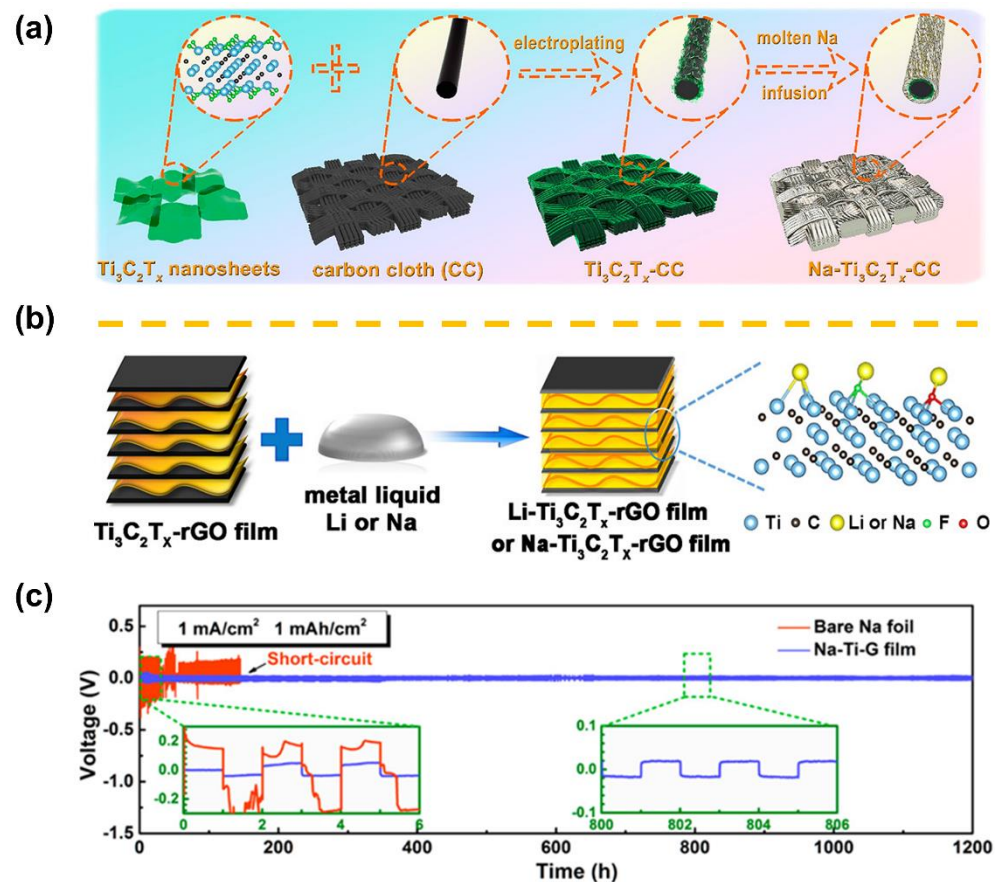 (a)
electroplating
molten Na
infusion
Ti₃C₂Tₓ nanosheets
carbon cloth (CC)
Ti₃C₂Tₓ-CC
Na-Ti₃C₂Tₓ-CC
(b)
Ti₃C₂Tₓ-rGO film
metal liquid
Li or Na
Li-Ti₃C₂Tₓ-rGO film
or Na-Ti₃C₂Tₓ-rGO film
Ti C Li or Na F O
(c)
1 mA/cm² 1 mAh/cm²
Bare Na foil
Na-Ti-G film
Short-circuit
Voltage (V)
0.5
0.0
-0.5
-1.0
-1.5
0.2
0.0
-0.2
0 2 4 6
0.1
0.0
-0.1
800 802 804 806
0 200 400 600 800 1000 1200
Time (h)